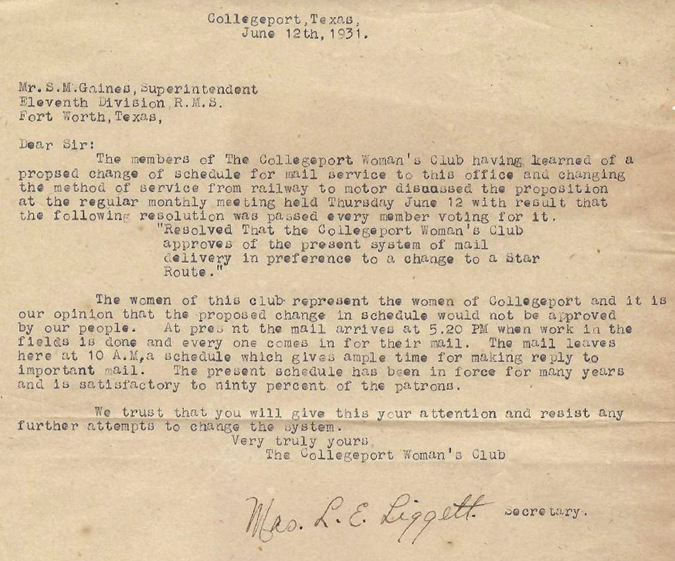 Collegeport,Texas,
June 12th,1931.
Mr.S.M.Gaines,Superintendent
Eleventh Division R.M.S.
Fort Worth,Texas,
Dear Sir:
The members of The Collegeport Woman's Club having learned of a
propsed change of schedule for mail service to this office and changing
the method of service from railway to motor discussed the proposition
at the regular monthly meeting held Thursday June 12 with result that
the following resolution was passed every member voting for it.
"Resolved That the Collegeport Woman's Club
approves of the present system of mail
delivery in preference to a change to a Star
Route."
The women of this club represent the women of Collegeport and it is
our opinion that the proposed change in schedule would not be approved
by our people. At pres nt the mail arrives at 5.20 PM when work in the
fields is done and every one comes in for their mail. The mail leaves
here at 10 A.M,a schedule which gives ample time for making reply to
important mail. The present schedule has been in force for many years
and is satisfactory to ninty percent of the patrons.
We trust that you will give this your attention and resist any
further attempts to change the system.
Very truly yours
The Collegeport Woman's Club
Mrs. L. E. Liggett. Secretary.